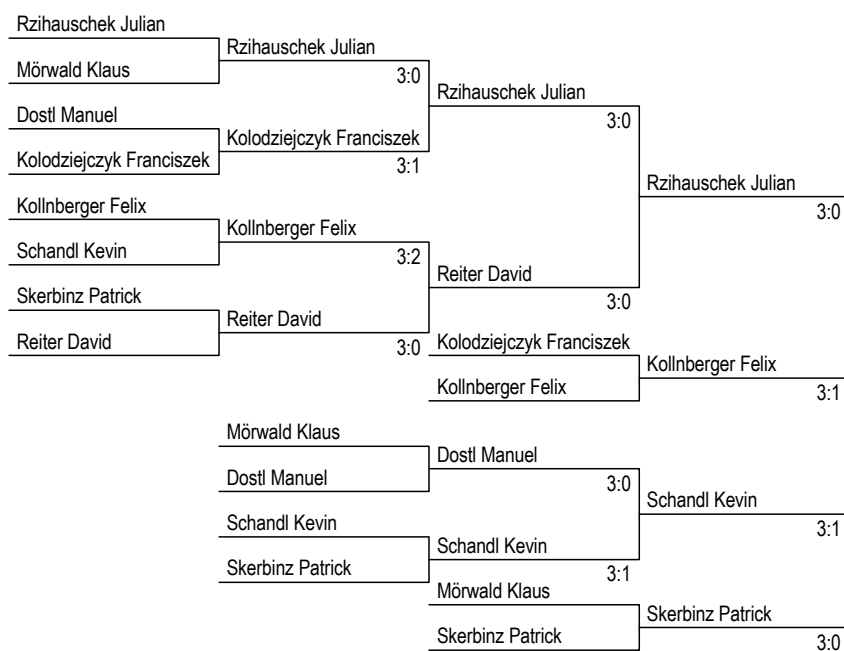 Rzihauschek Julian
Rzihauschek Julian
Mörwald Klaus
3:0
Rzihauschek Julian
Dostl Manuel
3:0
Kolodziejczyk Franciszek
Kolodziejczyk Franciszek
3:1
Rzihauschek Julian
Kollnberger Felix
3:0
Kollnberger Felix
Schandl Kevin
3:2
Reiter David
Skerbinz Patrick
3:0
Reiter David
Reiter David
3:0
Kolodziejczyk Franciszek
Kollnberger Felix
Kollnberger Felix
3:1
Mörwald Klaus
Dostl Manuel
Dostl Manuel
3:0
Schandl Kevin
Schandl Kevin
3:1
Schandl Kevin
Skerbinz Patrick
3:1
Mörwald Klaus
Skerbinz Patrick
Skerbinz Patrick
3:0